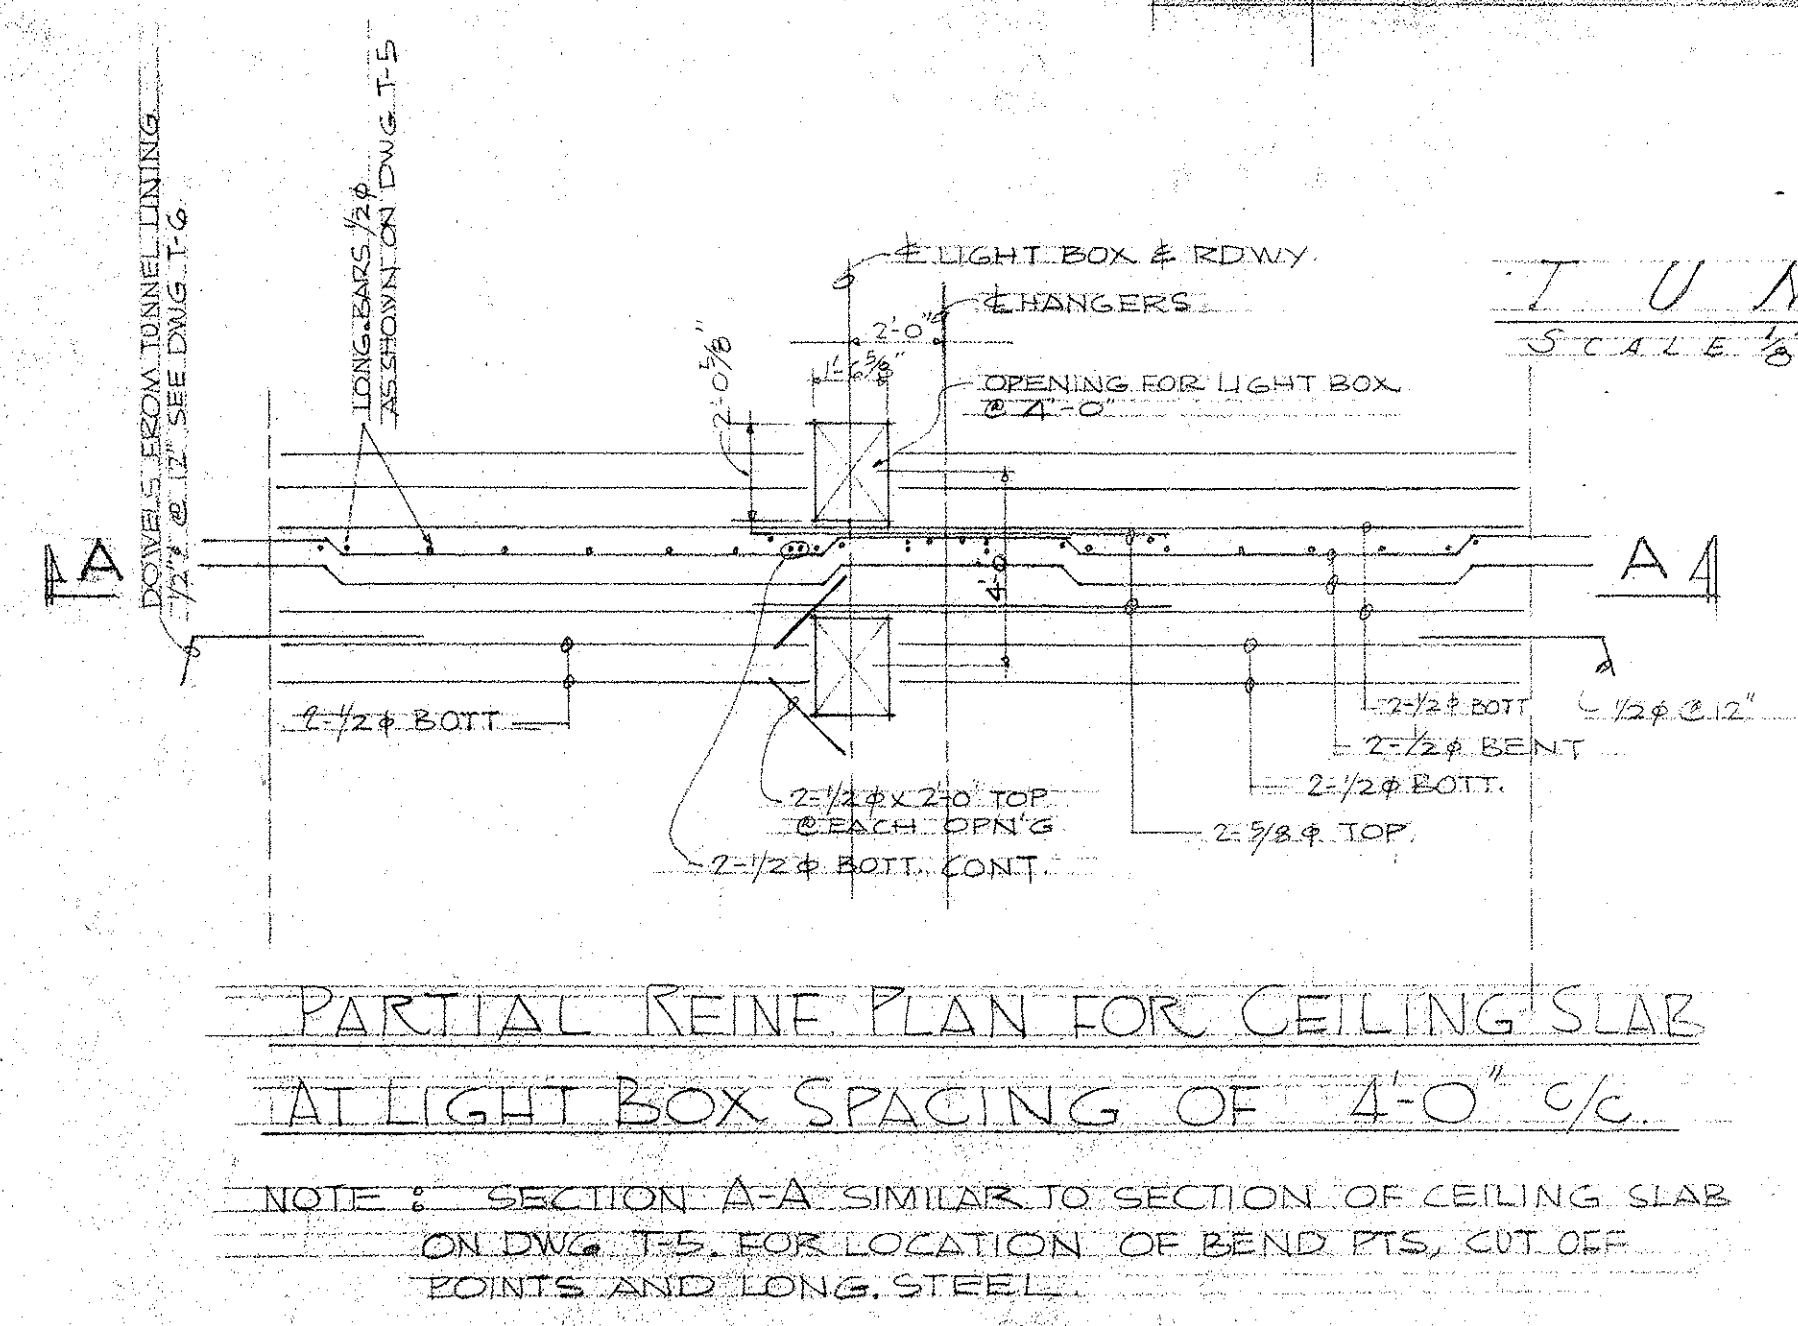 DOWELS FROM TUNNEL LINING
1/2"φ @ 12" SEE DWG T-6
LONG. BARS 1/2φ
AS SHOWN ON DWG. T-5
℄ LIGHT BOX & RDWY.
℄ HANGERS
2'-0"
1'-6 5/8"
2'-0 5/8"
OPENING FOR LIGHT BOX
@ 4'-0"
T U N
SCALE 1/8
A
A
4'-0
2-1/2φ BOTT
2-1/2φ BOTT
1/2φ @ 12"
2-1/2φ BENT
2-1/2φ BOTT.
2-1/2φ X 2'-0" TOP
@ EACH OPN'G
2-5/8φ TOP.
2-1/2φ BOTT. CONT.
PARTIAL REINF. PLAN FOR CEILING SLAB
AT LIGHT BOX SPACING OF 4'-0" C/C.
NOTE : SECTION A-A SIMILAR TO SECTION OF CEILING SLAB
ON DWG T-5. FOR LOCATION OF BEND PTS, CUT OFF
POINTS AND LONG. STEEL.